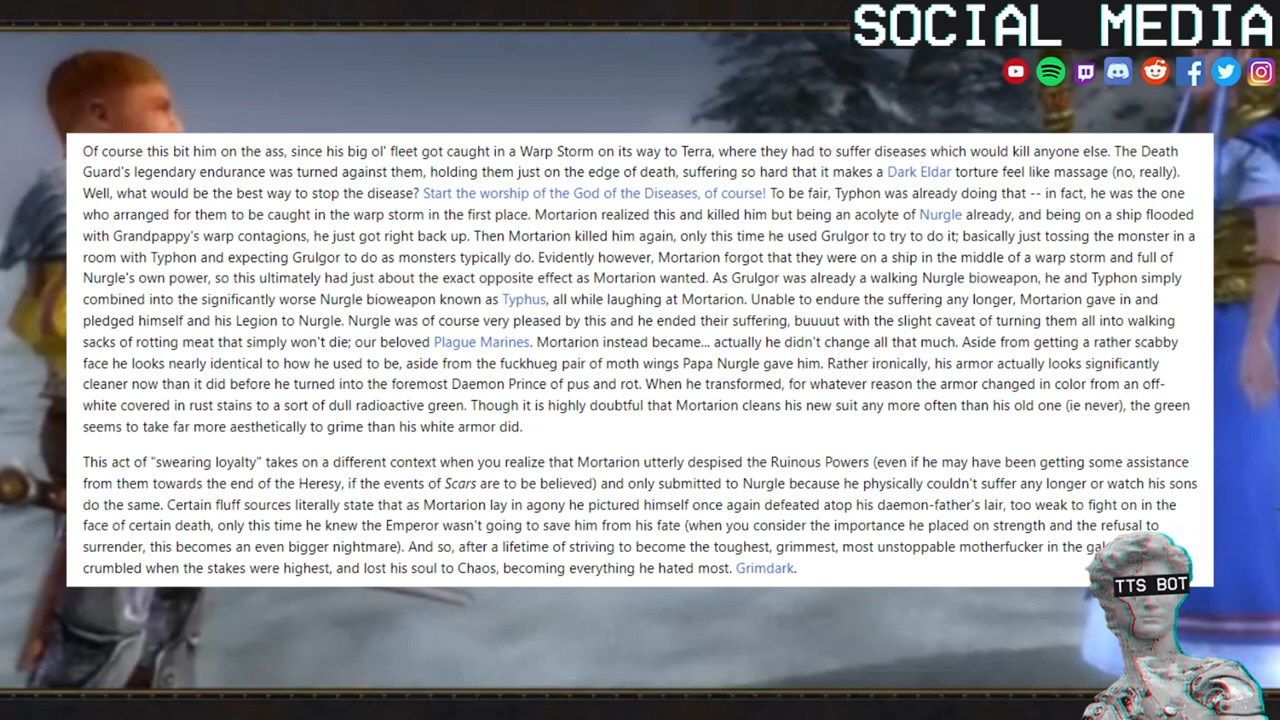 SOCIAL MEDIA
Of course this bit him on the ass, since his big ol' fleet got caught in a Warp Storm on its way to Terra, where they had to suffer diseases which would kill anyone else. The Death
Guard's legendary endurance was turned against them, holding them just on the edge of death, suffering so hard that it makes a Dark Eldar torture feel like massage (no, really).
Well, what would be the best way to stop the disease? Start the worship of the God of the Diseases, of course! To be fair, Typhon was already doing that -- in fact, he was the one
who arranged for them to be caught in the warp storm in the first place. Mortarion realized this and killed him but being an acolyte of Nurgle already, and being on a ship flooded
with Grandpappy's warp contagions, he just got right back up. Then Mortarion killed him again, only this time he used Grulgor to try to do it; basically just tossing the monster in a
room with Typhon and expecting Grulgor to do as monsters typically do. Evidently however, Mortarion forgot that they were on a ship in the middle of a warp storm and full of
Nurgle's own power, so this ultimately had just about the exact opposite effect as Mortarion wanted. As Grulgor was already a walking Nurgle bioweapon, he and Typhon simply
combined into the significantly worse Nurgle bioweapon known as Typhus, all while laughing at Mortarion. Unable to endure the suffering any longer, Mortarion gave in and
pledged himself and his Legion to Nurgle. Nurgle was of course very pleased by this and he ended their suffering, buuuut with the slight caveat of turning them all into walking
sacks of rotting meat that simply won't die; our beloved Plague Marines. Mortarion instead became... actually he didn't change all that much. Aside from getting a rather scabby
face he looks nearly identical to how he used to be, aside from the fuckhueg pair of moth wings Papa Nurgle gave him. Rather ironically, his armor actually looks significantly
cleaner now than it did before he turned into the foremost Daemon Prince of pus and rot. When he transformed, for whatever reason the armor changed in color from an off-
white covered in rust stains to a sort of dull radioactive green. Though it is highly doubtful that Mortarion cleans his new suit any more often than his old one (ie never), the green
seems to take far more aesthetically to grime than his white armor did.
This act of "swearing loyalty" takes on a different context when you realize that Mortarion utterly despised the Ruinous Powers (even if he may have been getting some assistance
from them towards the end of the Heresy, if the events of Scars are to be believed) and only submitted to Nurgle because he physically couldn't suffer any longer or watch his sons
do the same. Certain fluff sources literally state that as Mortarion lay in agony he pictured himself once again defeated atop his daemon-father's lair, too weak to fight on in the
face of certain death, only this time he knew the Emperor wasn't going to save him from his fate (when you consider the importance he placed on strength and the refusal to
surrender, this becomes an even bigger nightmare). And so, after a lifetime of striving to become the toughest, grimmest, most unstoppable motherfucker in the
crumbled when the stakes were highest, and lost his soul to Chaos, becoming everything he hated most. Grimdark.
TTS BOT